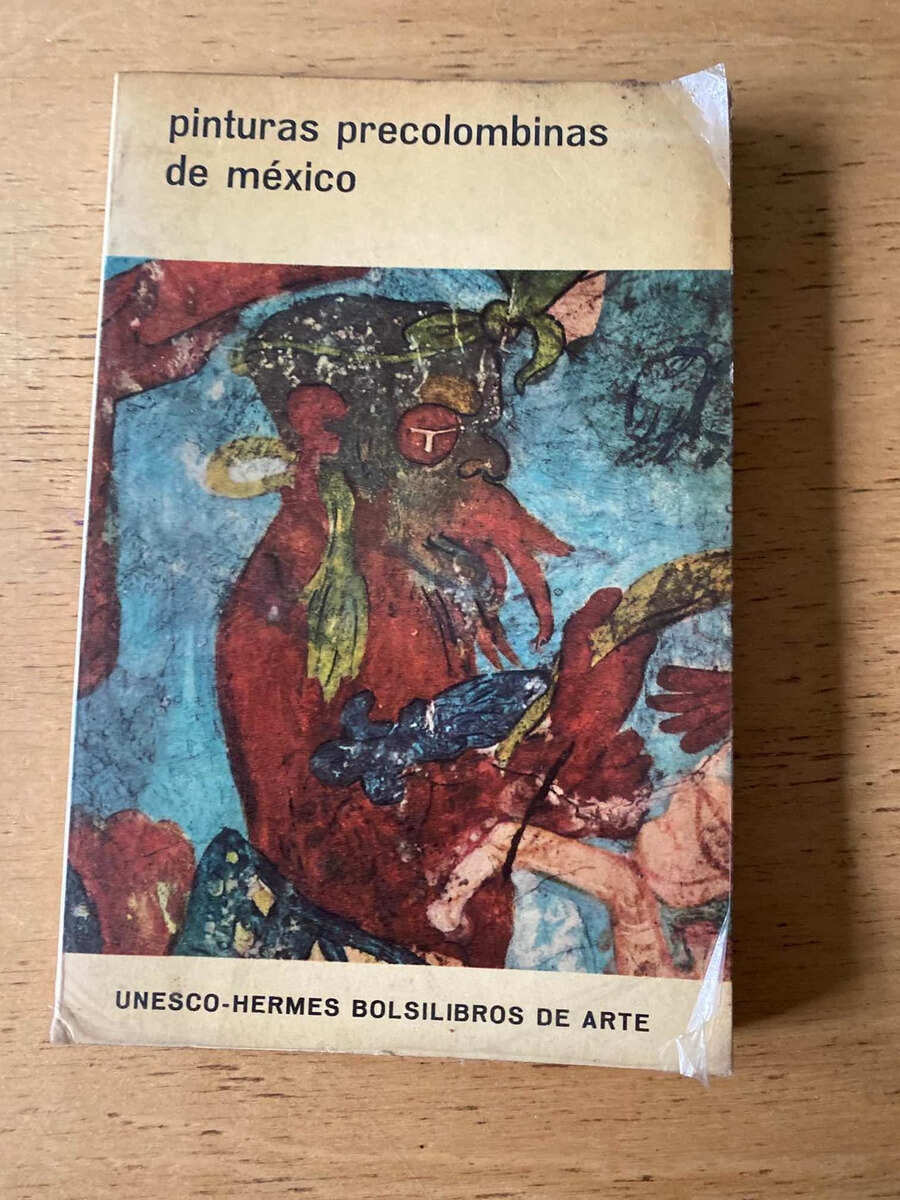 pinturas precolombinas
de méxico
UNESCO-HERMES BOLSILIBROS DE ARTE